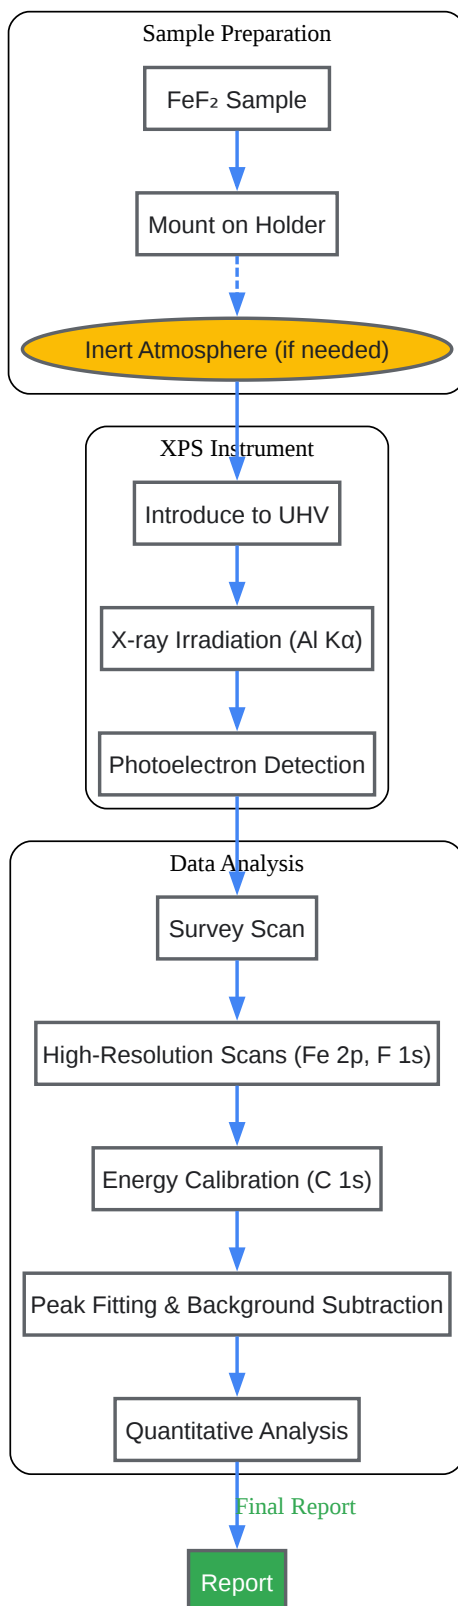 Sample Preparation
FeF₂ Sample
Mount on Holder
Inert Atmosphere (if needed)
XPS Instrument
Introduce to UHV
X-ray Irradiation (Al Kα)
Photoelectron Detection
Data Analysis
Survey Scan
High-Resolution Scans (Fe 2p, F 1s)
Energy Calibration (C 1s)
Peak Fitting & Background Subtraction
Quantitative Analysis
Final Report
Report